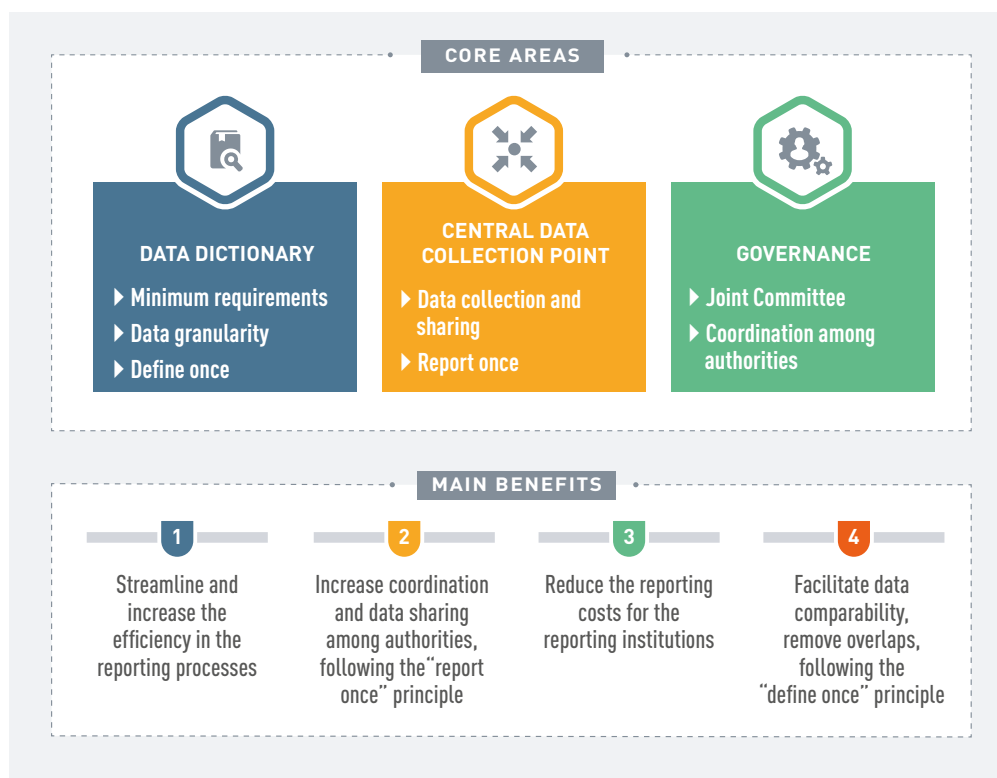 CORE AREAS
DATA DICTIONARY
Minimum requirements
Data granularity
Define once
CENTRAL DATA
COLLECTION POINT
Data collection and
sharing
Report once
GOVERNANCE
Joint Committee
Coordination among
authorities
MAIN BENEFITS
1
Streamline and
increase the
efficiency in the
reporting processes
2
Increase coordination
and data sharing
among authorities,
following the“report
once” principle
3
Reduce the reporting
costs for the
reporting institutions
4
Facilitate data
comparability,
remove overlaps,
following the
“define once” principle